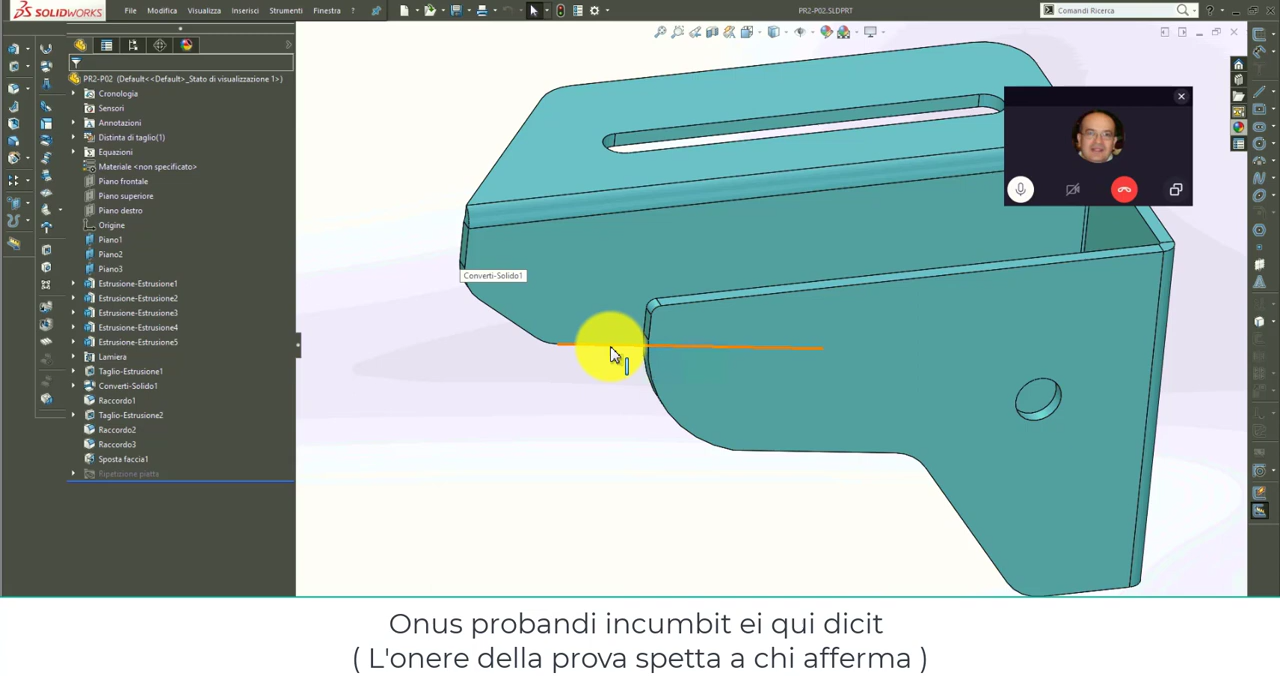 SOLIDWORKS
File Modifica Visualizza Inserisci Strumenti Finestra ?
PR2-P02.SLDPRT
Comandi Ricerca
PR2-P02 (Default<<Default>_Stato di visualizzazione 1>)
Cronologia
Sensori
Annotazioni
Distinta di taglio(1)
Equazioni
Materiale <non specificato>
Piano frontale
Piano superiore
Piano destro
Origine
Piano1
Piano2
Piano3
Estrusione-Estrusione1
Estrusione-Estrusione2
Estrusione-Estrusione3
Estrusione-Estrusione4
Estrusione-Estrusione5
Lamiera
Taglio-Estrusione1
Converti-Solido1
Raccordo1
Taglio-Estrusione2
Raccordo2
Raccordo3
Sposta faccia1
Ripetizione piatta
Converti-Solido1
Onus probandi incumbit ei qui dicit
( L'onere della prova spetta a chi afferma )